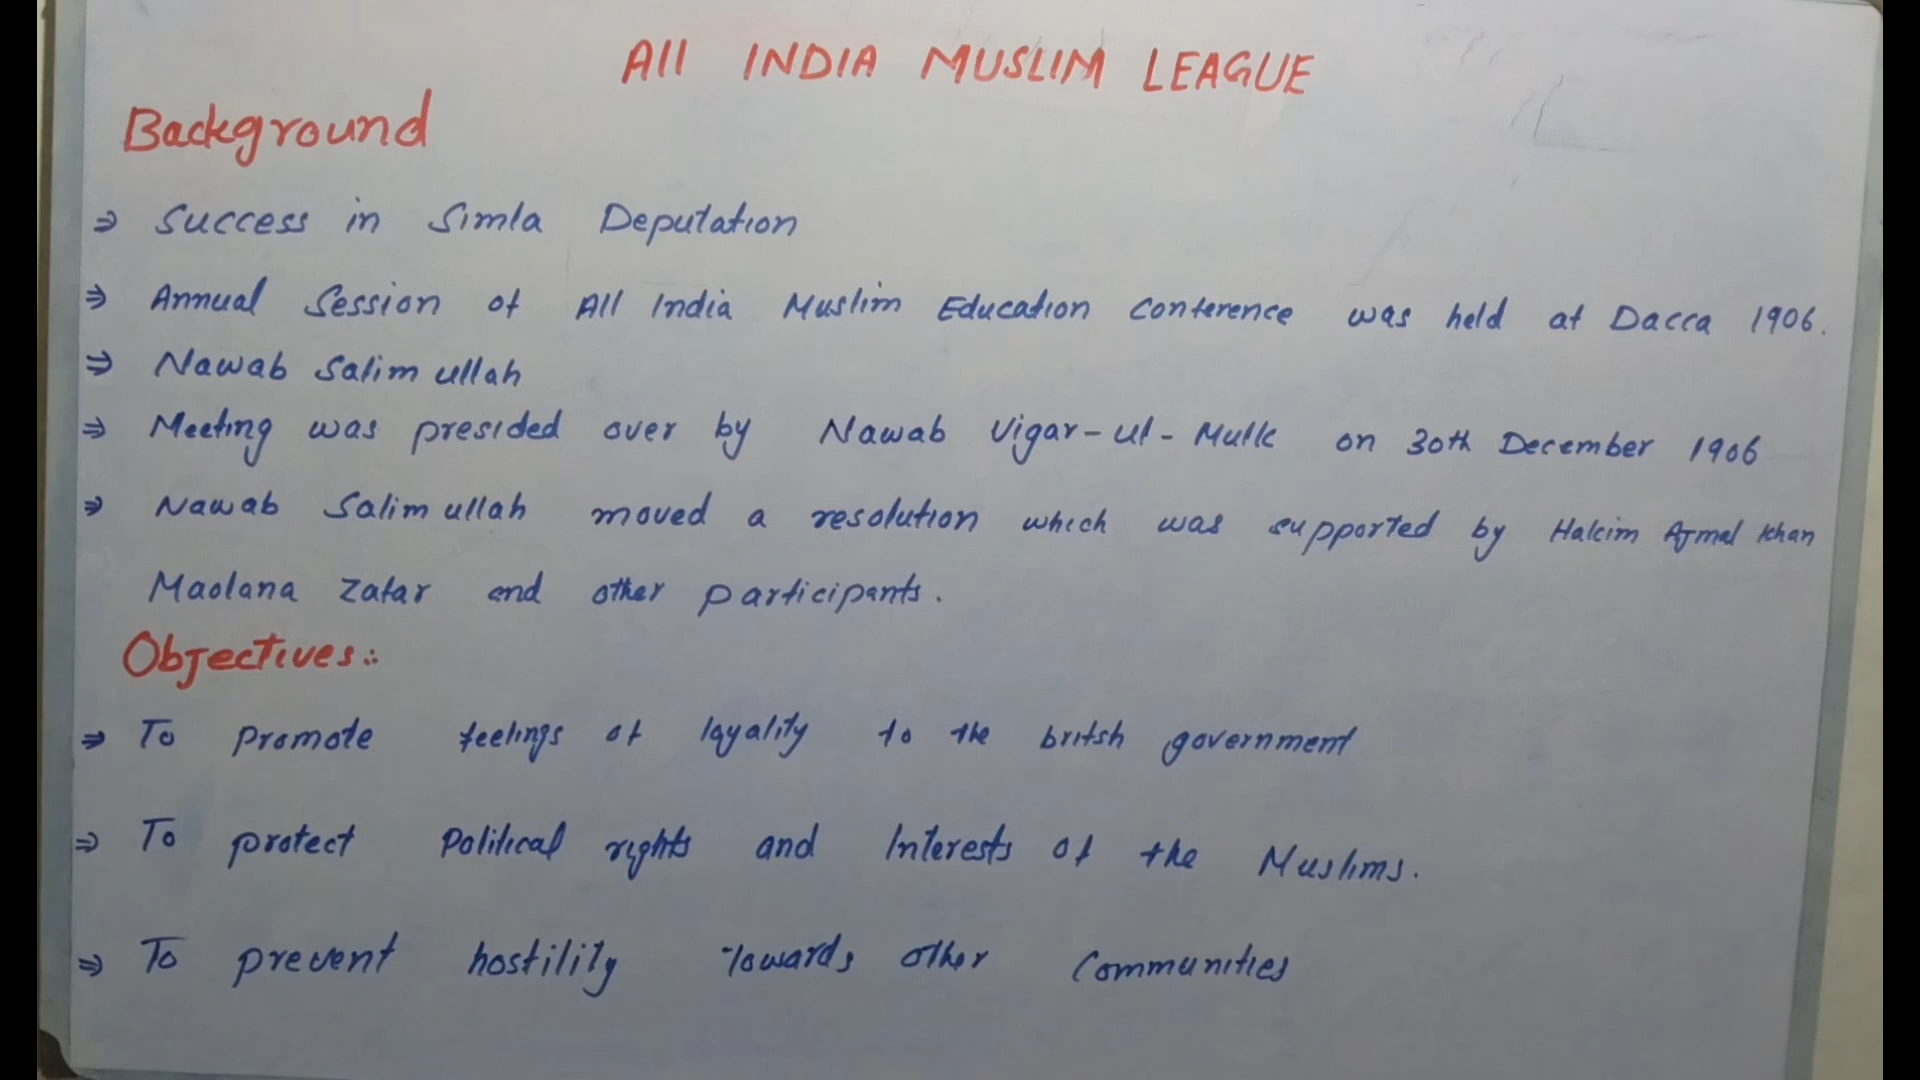 All INDIA MUSLIM LEAGUE
Background
⇒ Success in Simla Deputation
⇒ Annual Session of All India Muslim Education Conference was held at Dacca 1906.
⇒ Nawab Salim ullah
⇒ Meeting was presided over by Nawab Viqar-ul-Mulk on 30th December 1906
⇒ Nawab Salim ullah moved a resolution which was supported by Hakim Ajmal Khan
Maolana Zafar and other participants.
Objectives:
⇒ To promote feelings of loyality to the britsh government
⇒ To protect Political rights and Interests of the Muslims.
⇒ To prevent hostility towards other Communities